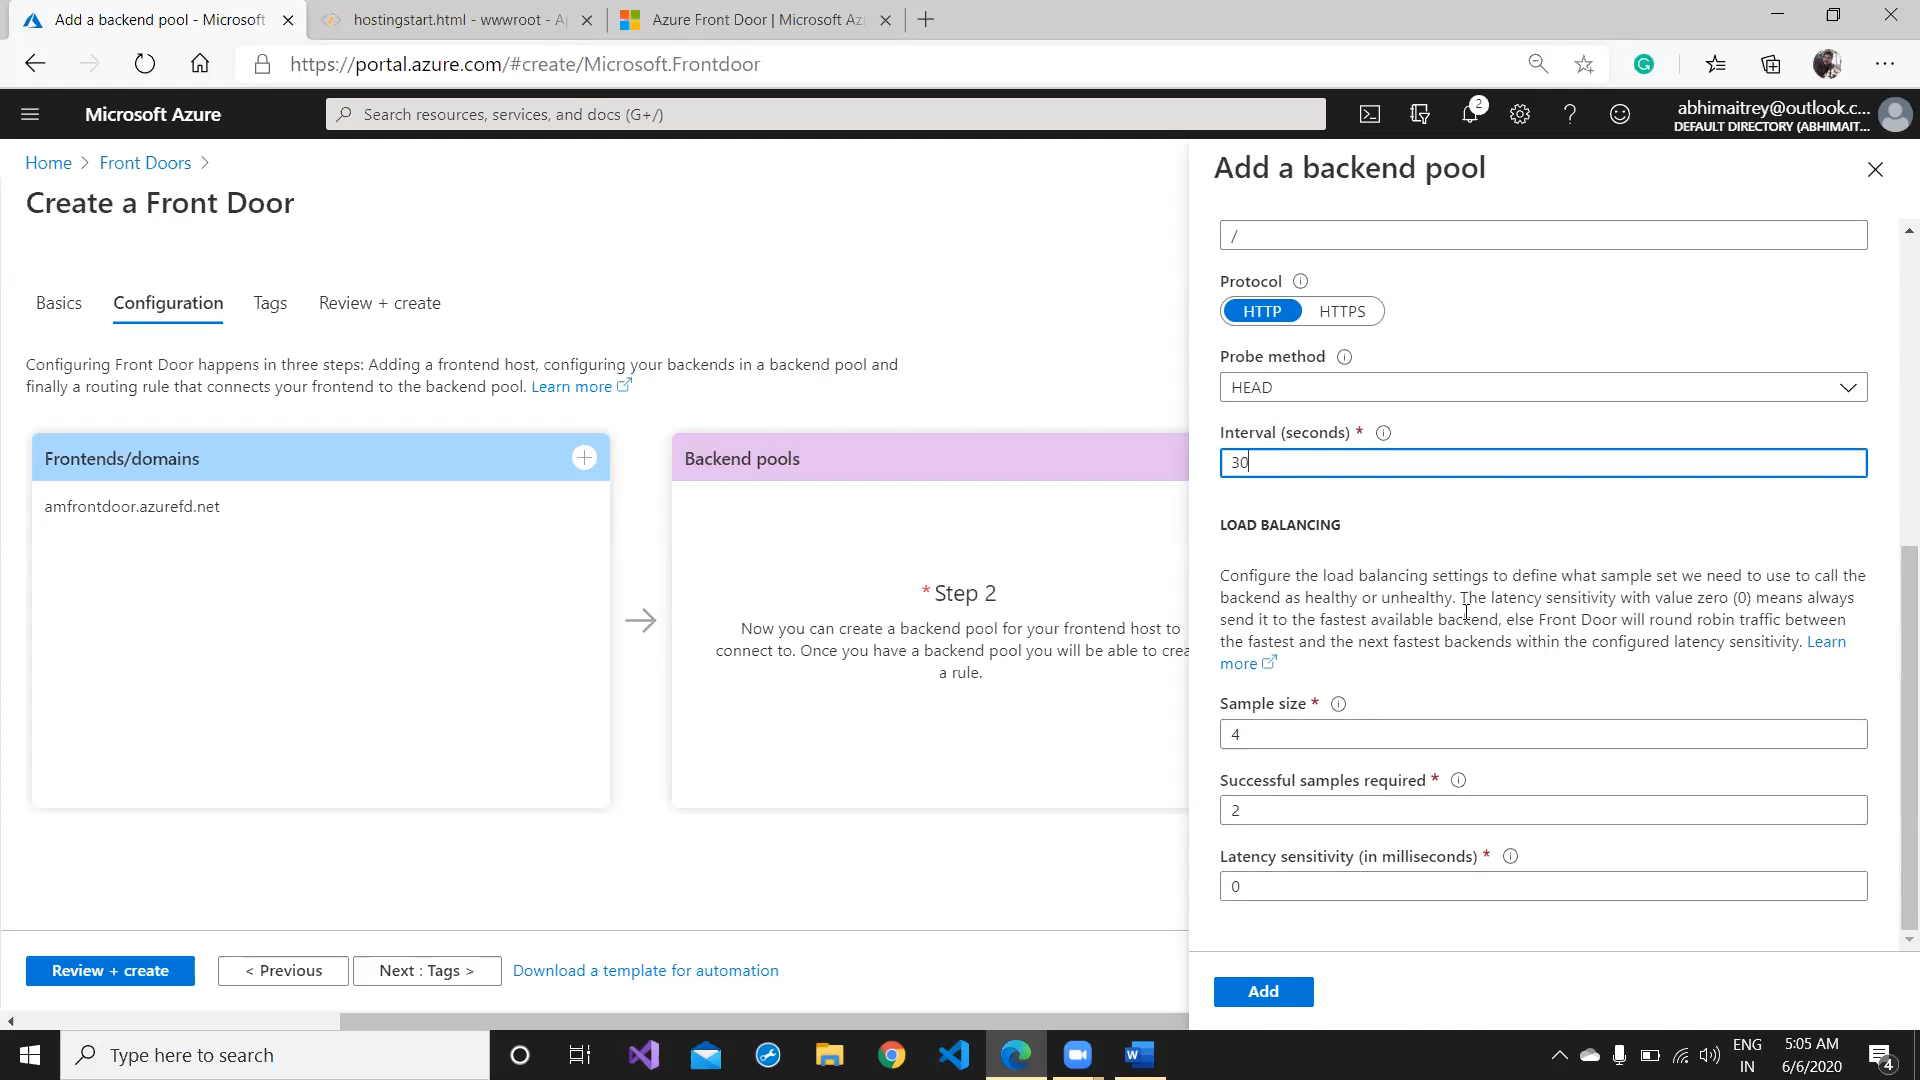 Add a backend pool - Microsoft
hostingstart.html - wwwroot - A
Azure Front Door | Microsoft Az
https://portal.azure.com/#create/Microsoft.Frontdoor
G
Microsoft Azure
Search resources, services, and docs (G+/)
2
abhimaitrey@outlook.c...
DEFAULT DIRECTORY (ABHIMAIT...
Home > Front Doors >
Create a Front Door
Basics
Configuration
Tags
Review + create
Configuring Front Door happens in three steps: Adding a frontend host, configuring your backends in a backend pool and
finally a routing rule that connects your frontend to the backend pool. Learn more
Frontends/domains
amfrontdoor.azurefd.net
Backend pools
* Step 2
Now you can create a backend pool for your frontend host to
connect to. Once you have a backend pool you will be able to crea
a rule.
Review + create
< Previous
Next : Tags >
Download a template for automation
Add a backend pool
/
Protocol
HTTP
HTTPS
Probe method
HEAD
Interval (seconds) *
30
LOAD BALANCING
Configure the load balancing settings to define what sample set we need to use to call the
backend as healthy or unhealthy. The latency sensitivity with value zero (0) means always
send it to the fastest available backend, else Front Door will round robin traffic between
the fastest and the next fastest backends within the configured latency sensitivity. Learn
more
Sample size *
4
Successful samples required *
2
Latency sensitivity (in milliseconds) *
0
Add
Type here to search
ENG
IN
5:05 AM
6/6/2020
4